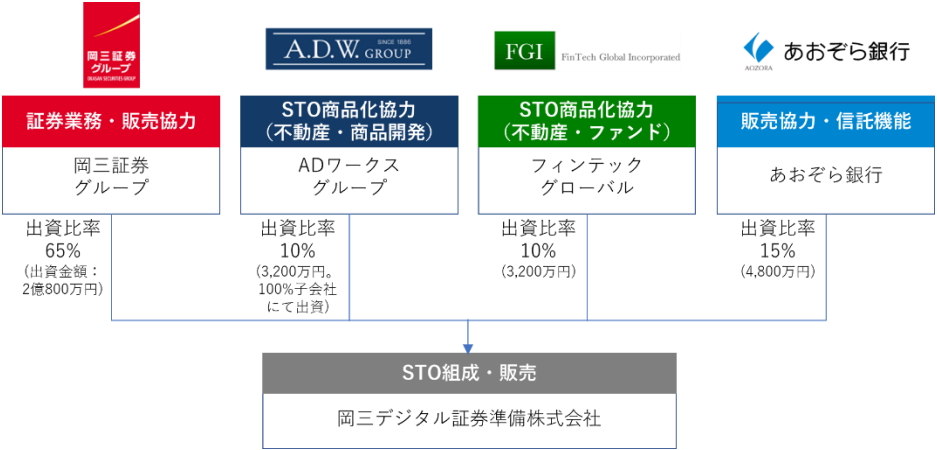 岡三証券
グループ
OKASAN SECURITIES GROUP
SINCE 1886
A.D.W. GROUP
FGI
FinTech Global Incorporated
AOZORA
あおぞら銀行
証券業務・販売協力
岡三証券
グループ
STO商品化協力
（不動産・商品開発）
ADワークス
グループ
STO商品化協力
（不動産・ファンド）
フィンテック
グローバル
販売協力・信託機能
あおぞら銀行
出資比率
65%
(出資金額：
2億800万円)
出資比率
10%
(3,200万円。
100%子会社
にて出資)
出資比率
10%
(3,200万円)
出資比率
15%
(4,800万円)
STO組成・販売
岡三デジタル証券準備株式会社